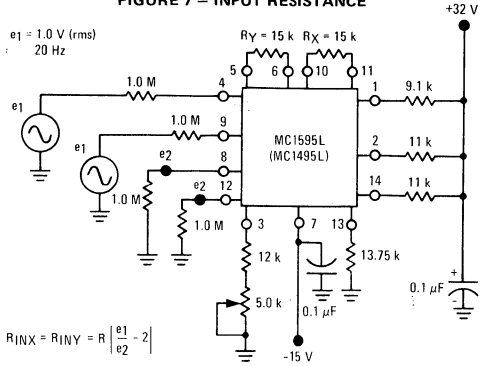 FIGURE 7 – INPUT RESISTANCE
+32 V
e1 = 1.0 V (rms)
20 Hz
RY = 15 k
RX = 15 k
5
6
10
11
1.0 M
4
1
9.1 k
e1
1.0 M
9
MC1595L
(MC1495L)
2
11 k
e1
e2
8
14
11 k
1.0 M
e2
12
1.0 M
3
7
13
12 k
13.75 k
5.0 k
0.1 µF
+
0.1 µF
-
RINX = RINY = R | e1/e2 - 2 |
-15 V